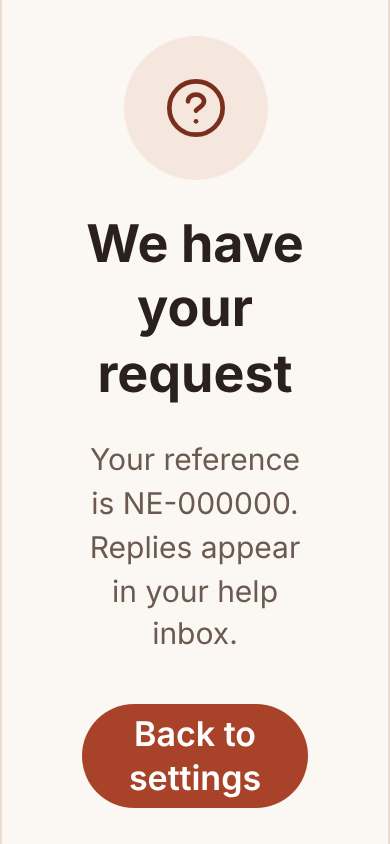 We have
your
request
Your reference
is NE-000000.
Replies appear
in your help
inbox.
Back to
settings